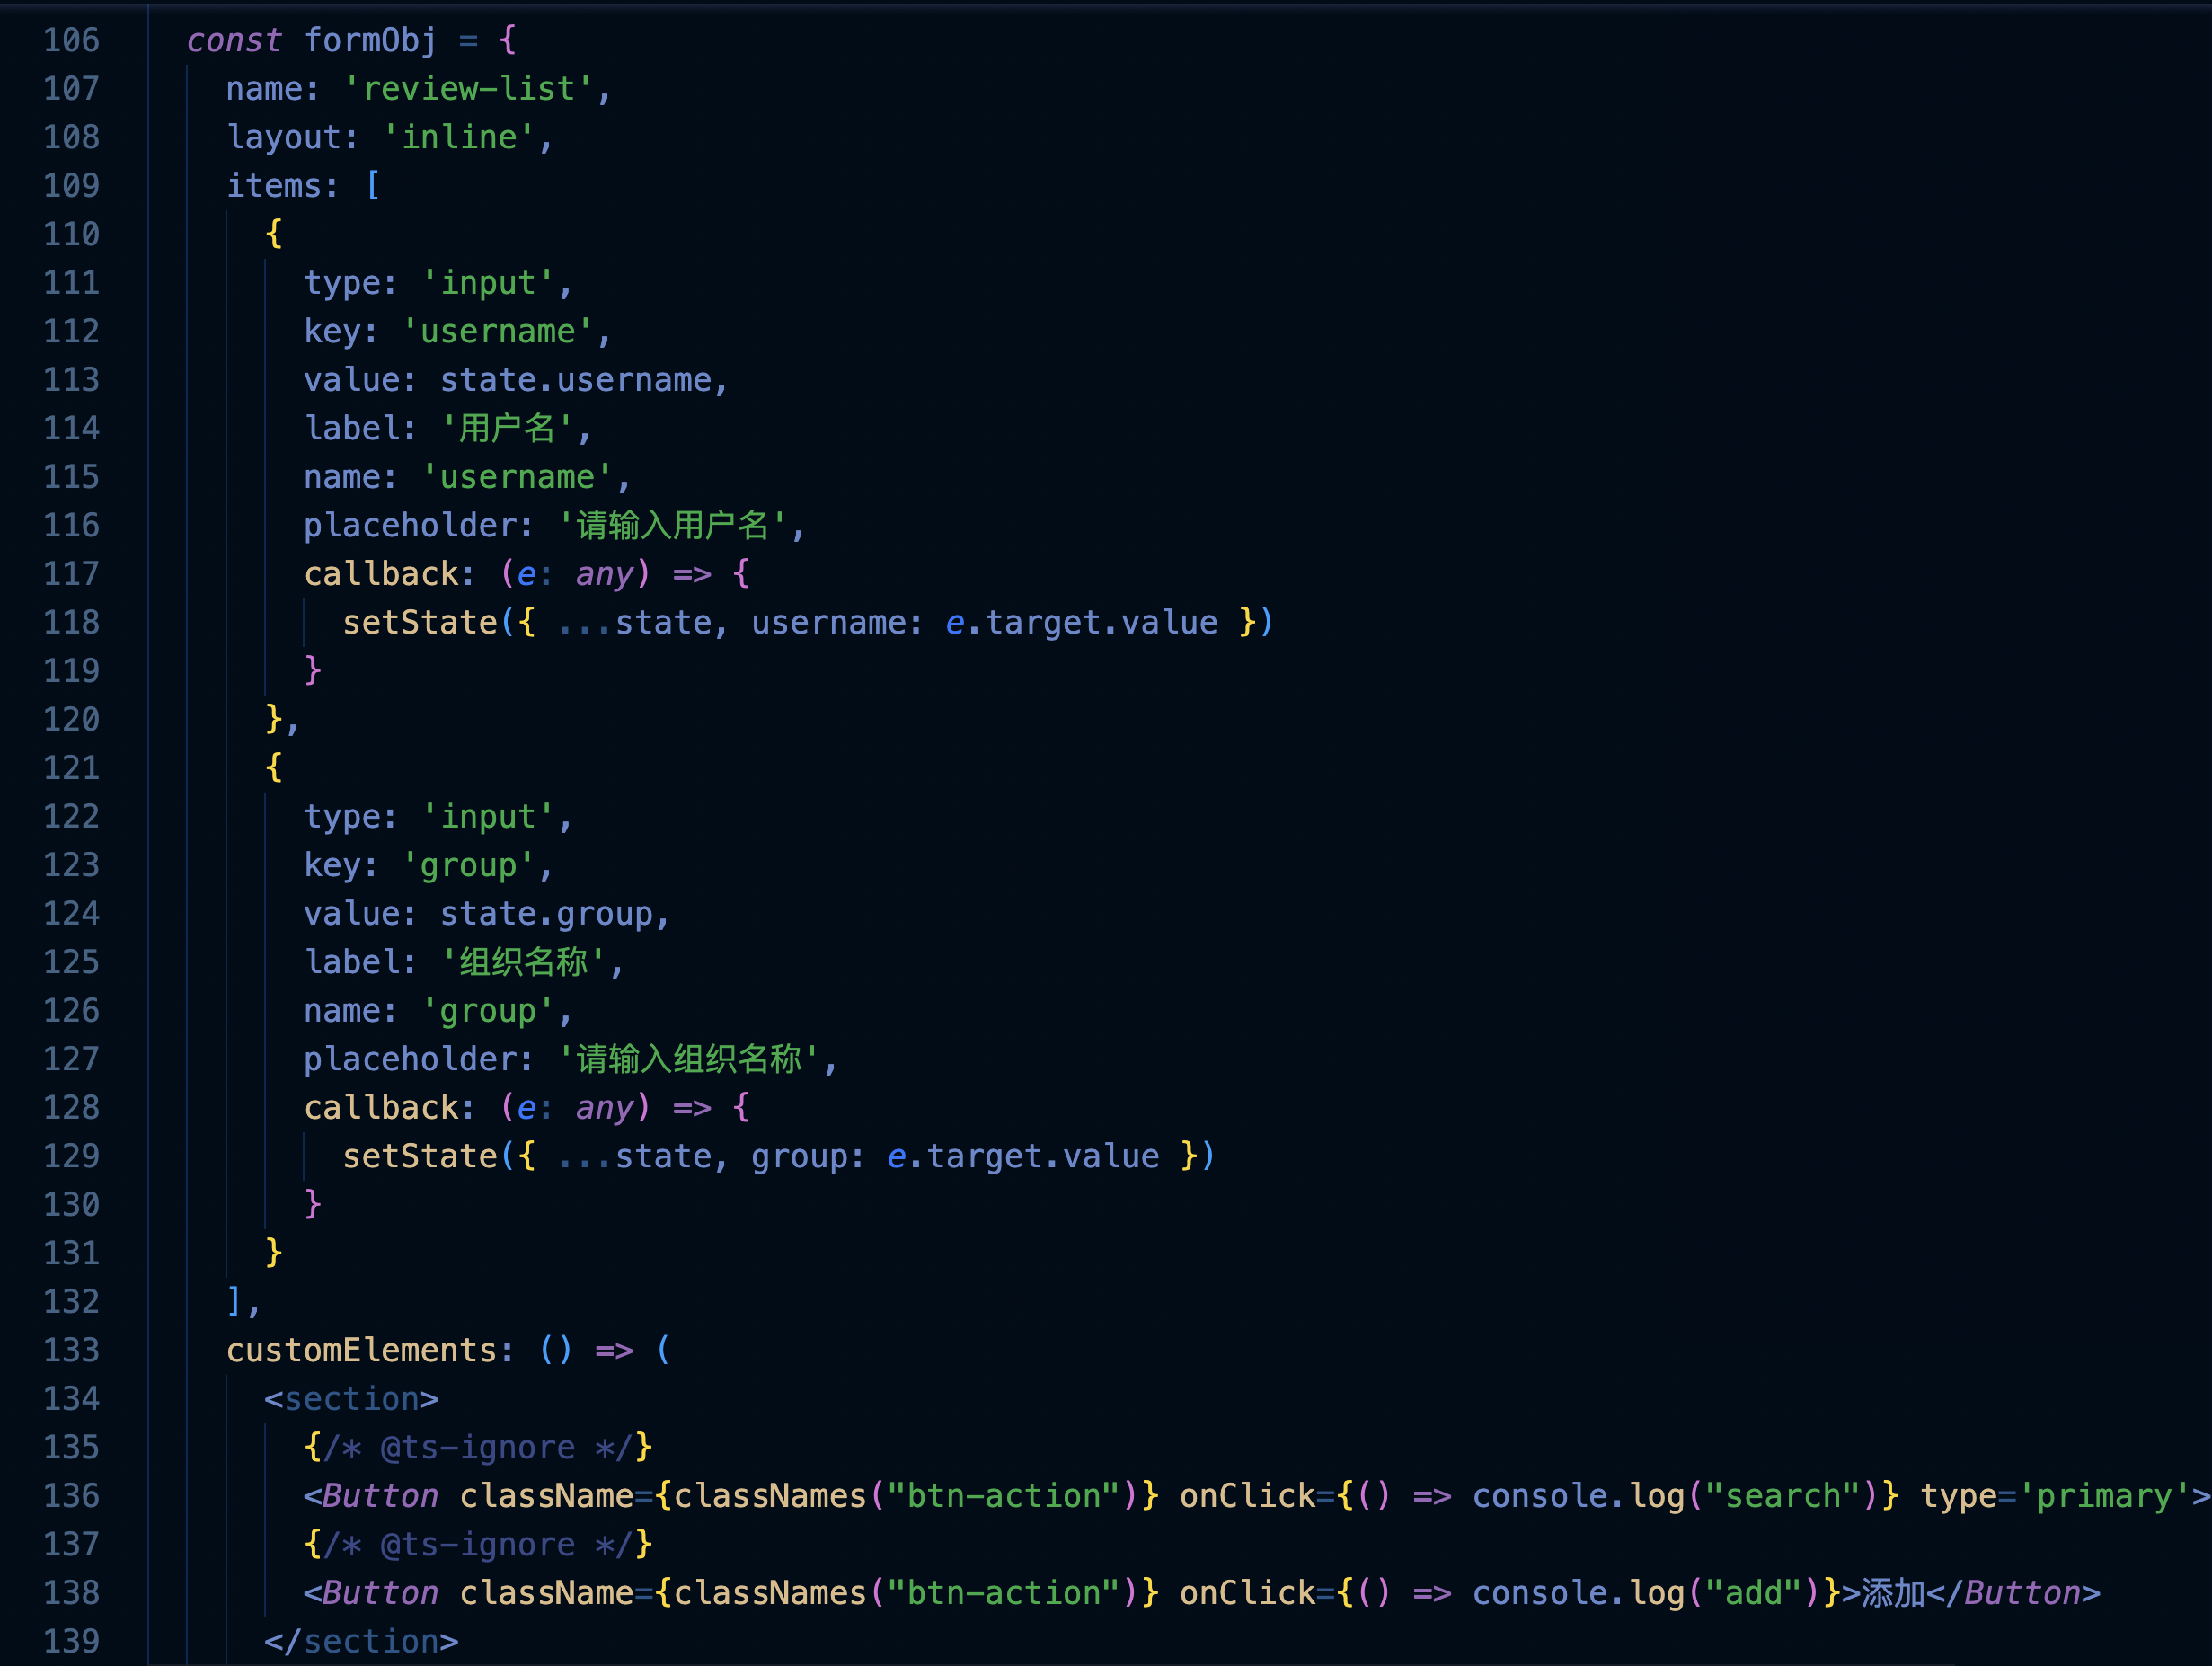 106 const formObj = {
107 name: 'review-list',
108 layout: 'inline',
109 items: [
110 {
111 type: 'input',
112 key: 'username',
113 value: state.username,
114 label: '用户名',
115 name: 'username',
116 placeholder: '请输入用户名',
117 callback: (e: any) => {
118 setState({ ...state, username: e.target.value })
119 }
120 },
121 {
122 type: 'input',
123 key: 'group',
124 value: state.group,
125 label: '组织名称',
126 name: 'group',
127 placeholder: '请输入组织名称',
128 callback: (e: any) => {
129 setState({ ...state, group: e.target.value })
130 }
131 }
132 ],
133 customElements: () => (
134 <section>
135 {/* @ts-ignore */}
136 <Button className={classNames("btn-action")} onClick={() => console.log("search")} type='primary'>
137 {/* @ts-ignore */}
138 <Button className={classNames("btn-action")} onClick={() => console.log("add")}>添加</Button>
139 </section>